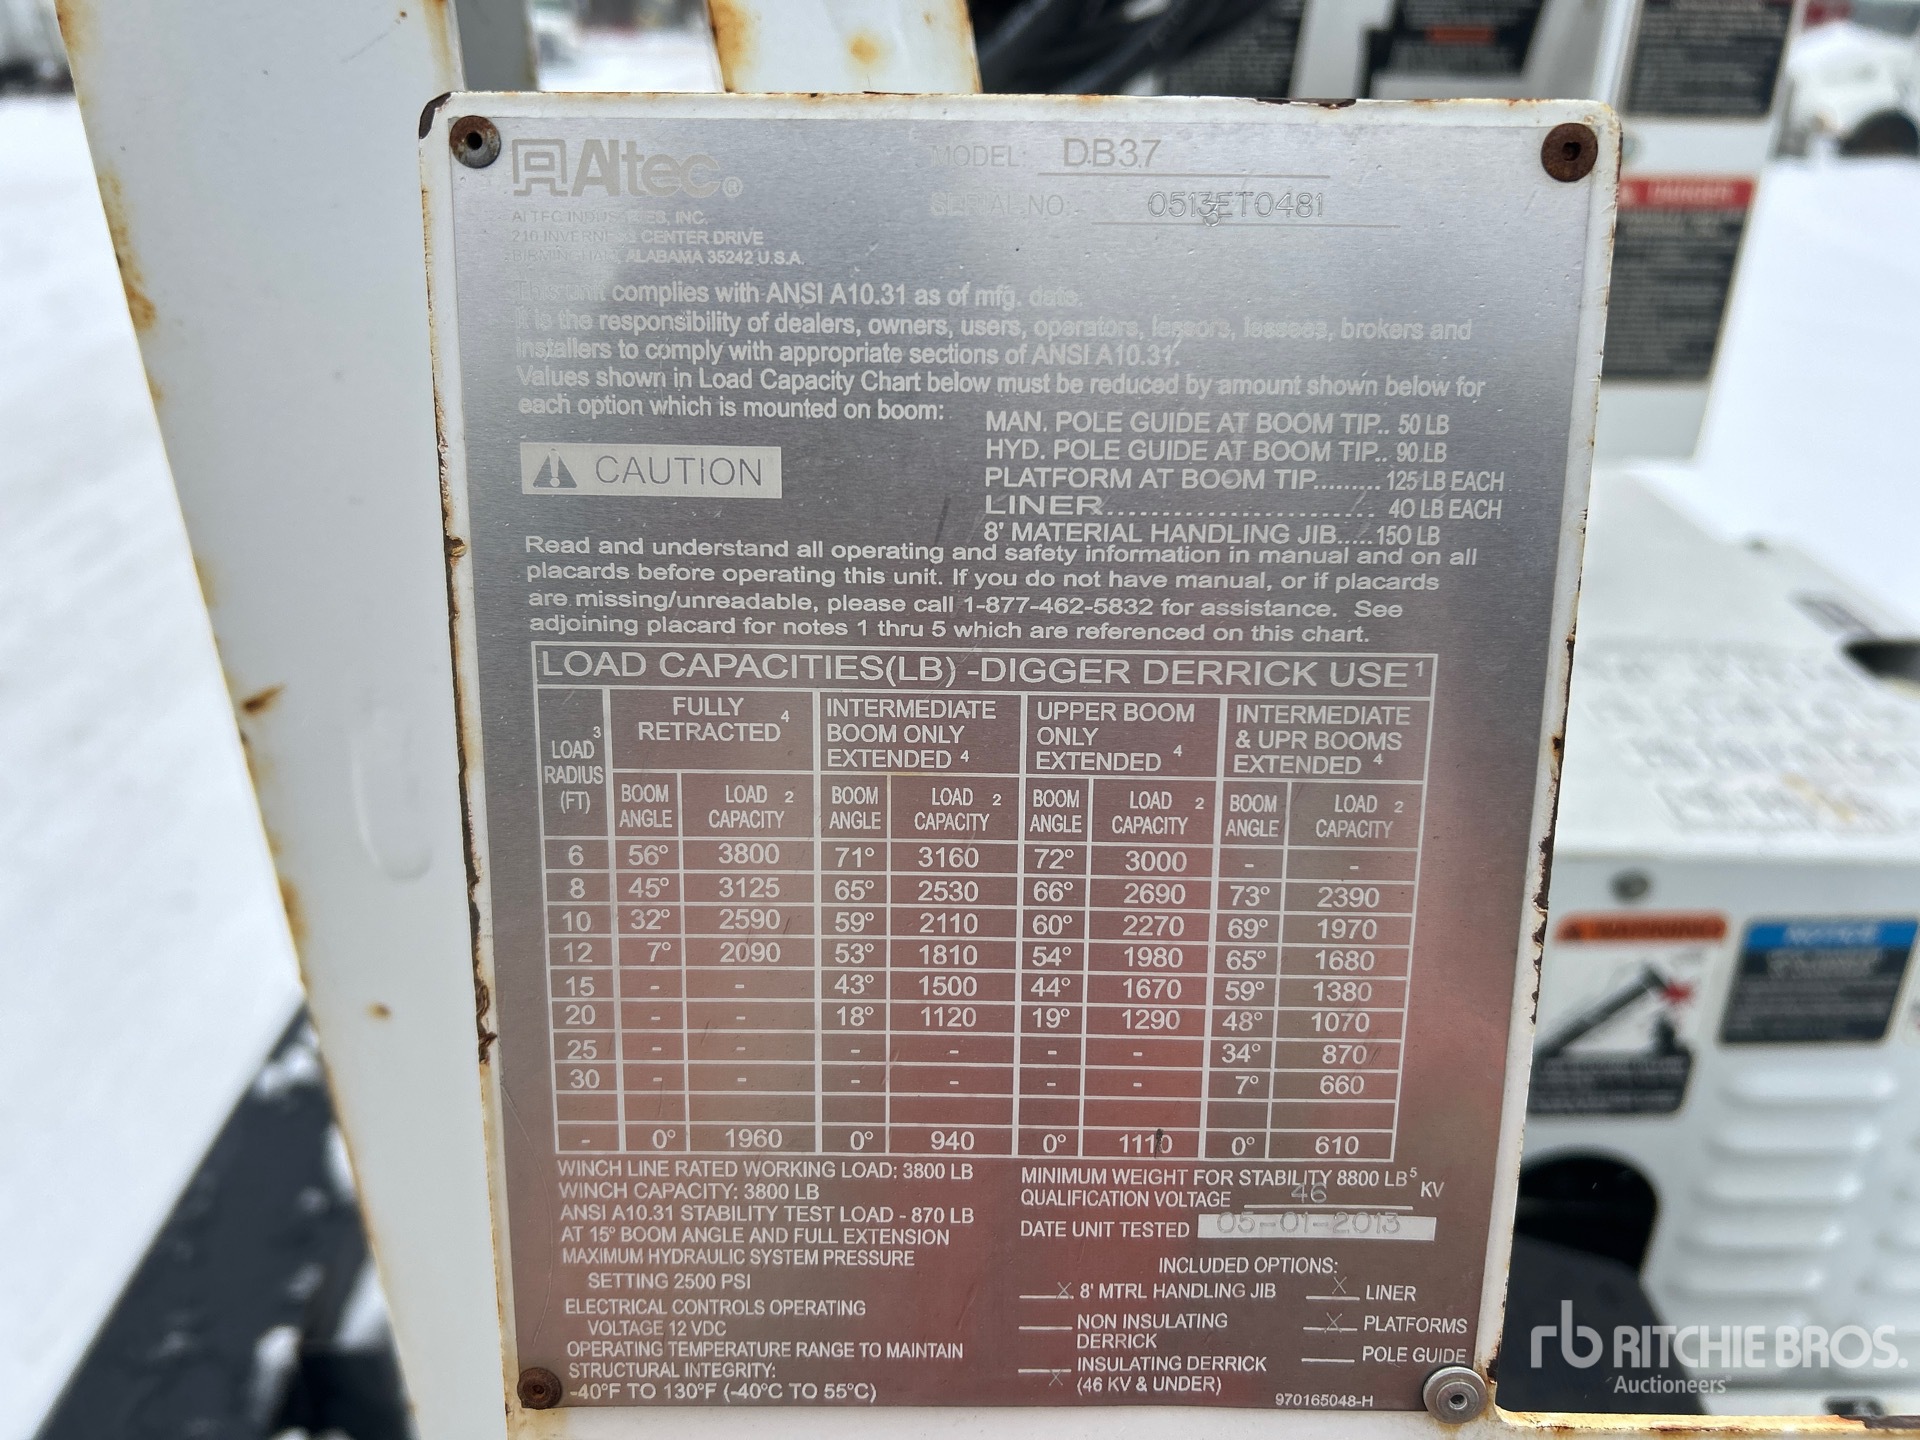 Altec®
MODEL: DB37
SERIAL NO: 0513ET0481
ALTEC INDUSTRIES, INC.
210 INVERNESS CENTER DRIVE
BIRMINGHAM, ALABAMA 35242 U.S.A.
This unit complies with ANSI A10.31 as of mfg. date.
It is the responsibility of dealers, owners, users, operators, lessors, lessees, brokers and
installers to comply with appropriate sections of ANSI A10.31.
Values shown in Load Capacity Chart below must be reduced by amount shown below for
each option which is mounted on boom:
MAN. POLE GUIDE AT BOOM TIP.. 50 LB
HYD. POLE GUIDE AT BOOM TIP.. 90 LB
PLATFORM AT BOOM TIP......... 125 LB EACH
LINER......................... 40 LB EACH
8' MATERIAL HANDLING JIB.....150 LB
CAUTION
Read and understand all operating and safety information in manual and on all
placards before operating this unit. If you do not have manual, or if placards
are missing/unreadable, please call 1-877-462-5832 for assistance. See
adjoining placard for notes 1 thru 5 which are referenced on this chart.
LOAD CAPACITIES(LB) -DIGGER DERRICK USE 1
LOAD 3 RADIUS (FT) FULLY RETRACTED 4 INTERMEDIATE BOOM ONLY EXTENDED 4 UPPER BOOM ONLY EXTENDED 4 INTERMEDIATE & UPR BOOMS EXTENDED 4
BOOM ANGLE LOAD 2 CAPACITY BOOM ANGLE LOAD 2 CAPACITY BOOM ANGLE LOAD 2 CAPACITY BOOM ANGLE LOAD 2 CAPACITY
6 56° 3800 71° 3160 72° 3000 - -
8 45° 3125 65° 2530 66° 2690 73° 2390
10 32° 2590 59° 2110 60° 2270 69° 1970
12 7° 2090 53° 1810 54° 1980 65° 1680
15 - - 43° 1500 44° 1670 59° 1380
20 - - 18° 1120 19° 1290 48° 1070
25 - - - - - - 34° 870
30 - - - - - - 7° 660
- 0° 1960 0° 940 0° 1110 0° 610
WINCH LINE RATED WORKING LOAD: 3800 LB
WINCH CAPACITY: 3800 LB
ANSI A10.31 STABILITY TEST LOAD - 870 LB
AT 15° BOOM ANGLE AND FULL EXTENSION
MAXIMUM HYDRAULIC SYSTEM PRESSURE
SETTING 2500 PSI
ELECTRICAL CONTROLS OPERATING
VOLTAGE 12 VDC
OPERATING TEMPERATURE RANGE TO MAINTAIN
STRUCTURAL INTEGRITY:
-40°F TO 130°F (-40°C TO 55°C)
MINIMUM WEIGHT FOR STABILITY 8800 LB 5
QUALIFICATION VOLTAGE 46 KV
DATE UNIT TESTED 05-01-2013
INCLUDED OPTIONS:
X 8' MTRL HANDLING JIB X LINER
NON INSULATING DERRICK X PLATFORMS
X INSULATING DERRICK (46 KV & UNDER) POLE GUIDE
970165048-H
NOTICE
rb RITCHIE BROS.
Auctioneers